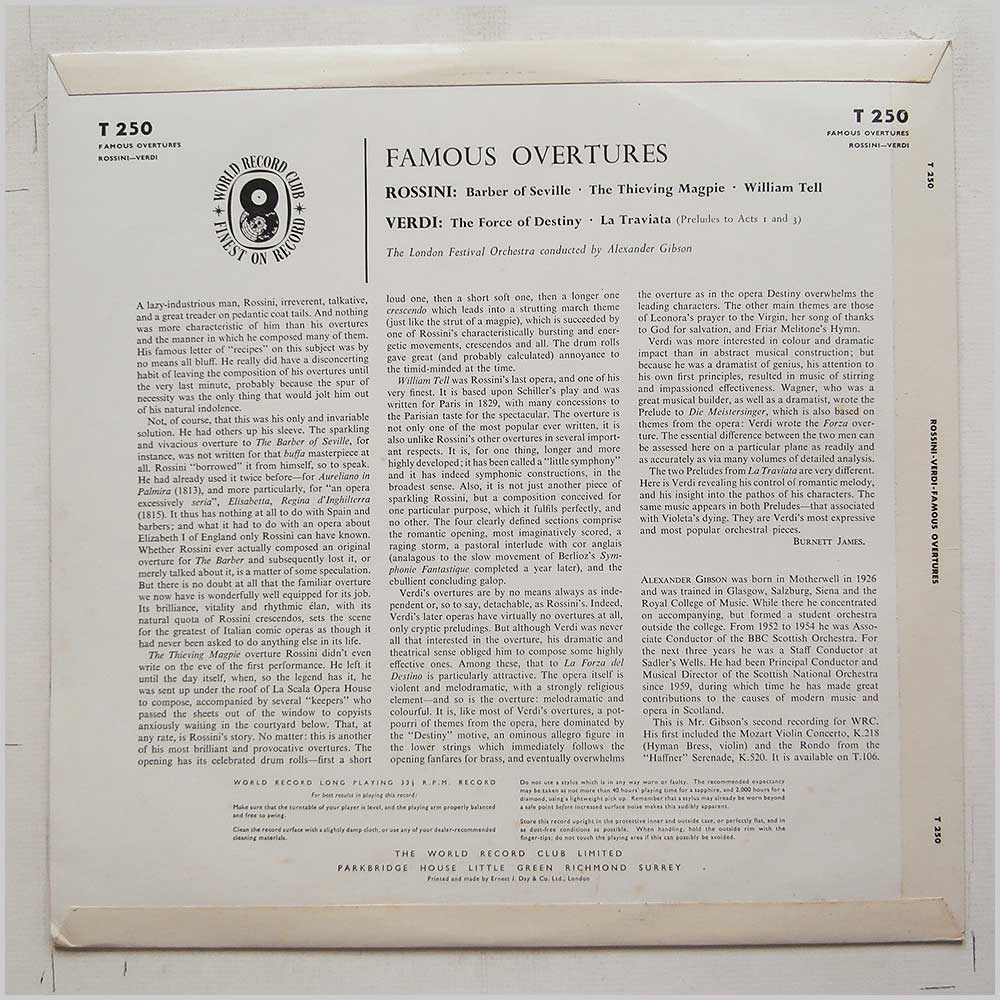 T 250
FAMOUS OVERTURES
ROSSINI—VERDI
WORLD RECORD CLUB
FINEST ON RECORD
T 250
FAMOUS OVERTURES
ROSSINI—VERDI
FAMOUS OVERTURES
ROSSINI: Barber of Seville · The Thieving Magpie · William Tell
VERDI: The Force of Destiny · La Traviata (Preludes to Acts 1 and 3)
The London Festival Orchestra conducted by Alexander Gibson
A lazy-industrious man, Rossini, irreverent, talkative,
and a great treader on pedantic coat tails. And nothing
was more characteristic of him than his overtures
and the manner in which he composed many of them.
His famous letter of "recipes" on this subject was by
no means all bluff. He really did have a disconcerting
habit of leaving the composition of his overtures until
the very last minute, probably because the spur of
necessity was the only thing that would jolt him out
of his natural indolence.
Not, of course, that this was his only and invariable
solution. He had others up his sleeve. The sparkling
and vivacious overture to The Barber of Seville, for
instance, was not written for that buffa masterpiece at
all. Rossini "borrowed" it from himself, so to speak.
He had already used it twice before—for Aureliano in
Palmira (1813), and more particularly, for "an opera
excessively seria", Elisabetta, Regina d'Inghilterra
(1815). It thus has nothing at all to do with Spain and
barbers; and what it had to do with an opera about
Elizabeth I of England only Rossini can have known.
Whether Rossini ever actually composed an original
overture for The Barber and subsequently lost it, or
merely talked about it, is a matter of some speculation.
But there is no doubt at all that the familiar overture
we now have is wonderfully well equipped for its job.
Its brilliance, vitality and rhythmic élan, with its
natural quota of Rossini crescendos, sets the scene
for the greatest of Italian comic operas as though it
had never been asked to do anything else in its life.
The Thieving Magpie overture Rossini didn't even
write on the eve of the first performance. He left it
until the day itself, when, so the legend has it, he
was sent up under the roof of La Scala Opera House
to compose, accompanied by several "keepers" who
passed the sheets out of the window to copyists
anxiously waiting in the courtyard below. That, at
any rate, is Rossini's story. No matter: this is another
of his most brilliant and provocative overtures. The
opening has its celebrated drum rolls—first a short
loud one, then a short soft one, then a longer one
crescendo which leads into a strutting march theme
(just like the strut of a magpie), which is succeeded by
one of Rossini's characteristically bursting and ener-
getic movements, crescendos and all. The drum rolls
gave great (and probably calculated) annoyance to
the timid-minded at the time.
William Tell was Rossini's last opera, and one of his
very finest. It is based upon Schiller's play and was
written for Paris in 1829, with many concessions to
the Parisian taste for the spectacular. The overture is
not only one of the most popular ever written, it is
also unlike Rossini's other overtures in several import-
ant respects. It is, for one thing, longer and more
highly developed; it has been called a "little symphony"
and it has indeed symphonic constructions, in the
broadest sense. Also, it is not just another piece of
sparkling Rossini, but a composition conceived for
one particular purpose, which it fulfils perfectly, and
no other. The four clearly defined sections comprise
the romantic opening, most imaginatively scored, a
raging storm, a pastoral interlude with cor anglais
(analagous to the slow movement of Berlioz's Sym-
phonie Fantastique completed a year later), and the
ebullient concluding galop.
Verdi's overtures are by no means always as inde-
pendent or, so to say, detachable, as Rossini's. Indeed,
Verdi's later operas have virtually no overtures at all,
only cryptic preludings. But although Verdi was never
all that interested in the overture, his dramatic and
theatrical sense obliged him to compose some highly
effective ones. Among these, that to La Forza del
Destino is particularly attractive. The opera itself is
violent and melodramatic, with a strongly religious
element—and so is the overture: melodramatic and
colourful. It is, like most of Verdi's overtures, a pot-
pourri of themes from the opera, here dominated by
the "Destiny" motive, an ominous allegro figure in
the lower strings which immediately follows the
opening fanfares for brass, and eventually overwhelms
the overture as in the opera Destiny overwhelms the
leading characters. The other main themes are those
of Leonora's prayer to the Virgin, her song of thanks
to God for salvation, and Friar Melitone's Hymn.
Verdi was more interested in colour and dramatic
impact than in abstract musical construction; but
because he was a dramatist of genius, his attention to
his own first principles, resulted in music of stirring
and impassioned effectiveness. Wagner, who was a
great musical builder, as well as a dramatist, wrote the
Prelude to Die Meistersinger, which is also based on
themes from the opera: Verdi wrote the Forza over-
ture. The essential difference between the two men can
be assessed here on a particular plane as readily and
as accurately as via many volumes of detailed analysis.
The two Preludes from La Traviata are very different.
Here is Verdi revealing his control of romantic melody,
and his insight into the pathos of his characters. The
same music appears in both Preludes—that associated
with Violeta's dying. They are Verdi's most expressive
and most popular orchestral pieces.
BURNETT JAMES.
ALEXANDER GIBSON was born in Motherwell in 1926
and was trained in Glasgow, Salzburg, Siena and the
Royal College of Music. While there he concentrated
on accompanying, but formed a student orchestra
outside the college. From 1952 to 1954 he was Asso-
ciate Conductor of the BBC Scottish Orchestra. For
the next three years he was a Staff Conductor at
Sadler's Wells. He had been Principal Conductor and
Musical Director of the Scottish National Orchestra
since 1959, during which time he has made great
contributions to the causes of modern music and
opera in Scotland.
This is Mr. Gibson's second recording for WRC.
His first included the Mozart Violin Concerto, K.218
(Hyman Bress, violin) and the Rondo from the
"Haffner" Serenade, K.520. It is available on T.106.
WORLD RECORD LONG PLAYING 33⅓ R.P.M. RECORD
For best results in playing this record:
Make sure that the turntable of your player is level, and the playing arm properly balanced
and free so swing.
Clean the record surface with a slightly damp cloth, or use any of your dealer-recommended
cleaning materials.
Do not use a stylus which is in any way worn or faulty. The recommended expectancy
may be taken as not more than 40 hours' playing time for a sapphire, and 2,000 hours for a
diamond, using a lightweight pick up. Remember that a stylus may already be worn beyond
a safe point before increased surface noise makes this audibly apparent.
Store this record upright in the protective inner and outside case, or perfectly flat, and in
as dust-free conditions as possible. When handling, hold the outside rim with the
finger-tips; do not touch the playing area if this can possibly be avoided.
THE WORLD RECORD CLUB LIMITED
PARKBRIDGE HOUSE LITTLE GREEN RICHMOND SURREY
Printed and made by Ernest J. Day & Co. Ltd., London
T 250
ROSSINI·VERDI·FAMOUS OVERTURES
T 250